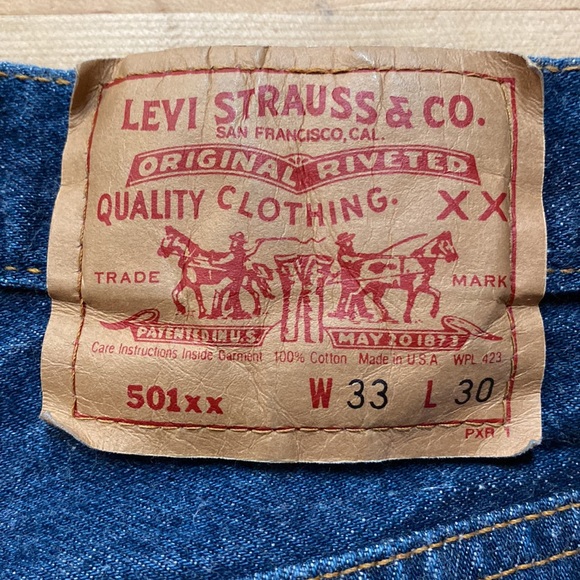 LEVI STRAUSS & CO.
SAN FRANCISCO, CAL.
ORIGINAL RIVETED
QUALITY CLOTHING. XX
TRADE MARK
PATENTED IN U.S. MAY 20 1873
Care Instructions Inside Garment 100% Cotton Made in U.S.A WPL 423
501xx W 33 L 30
PXR 1